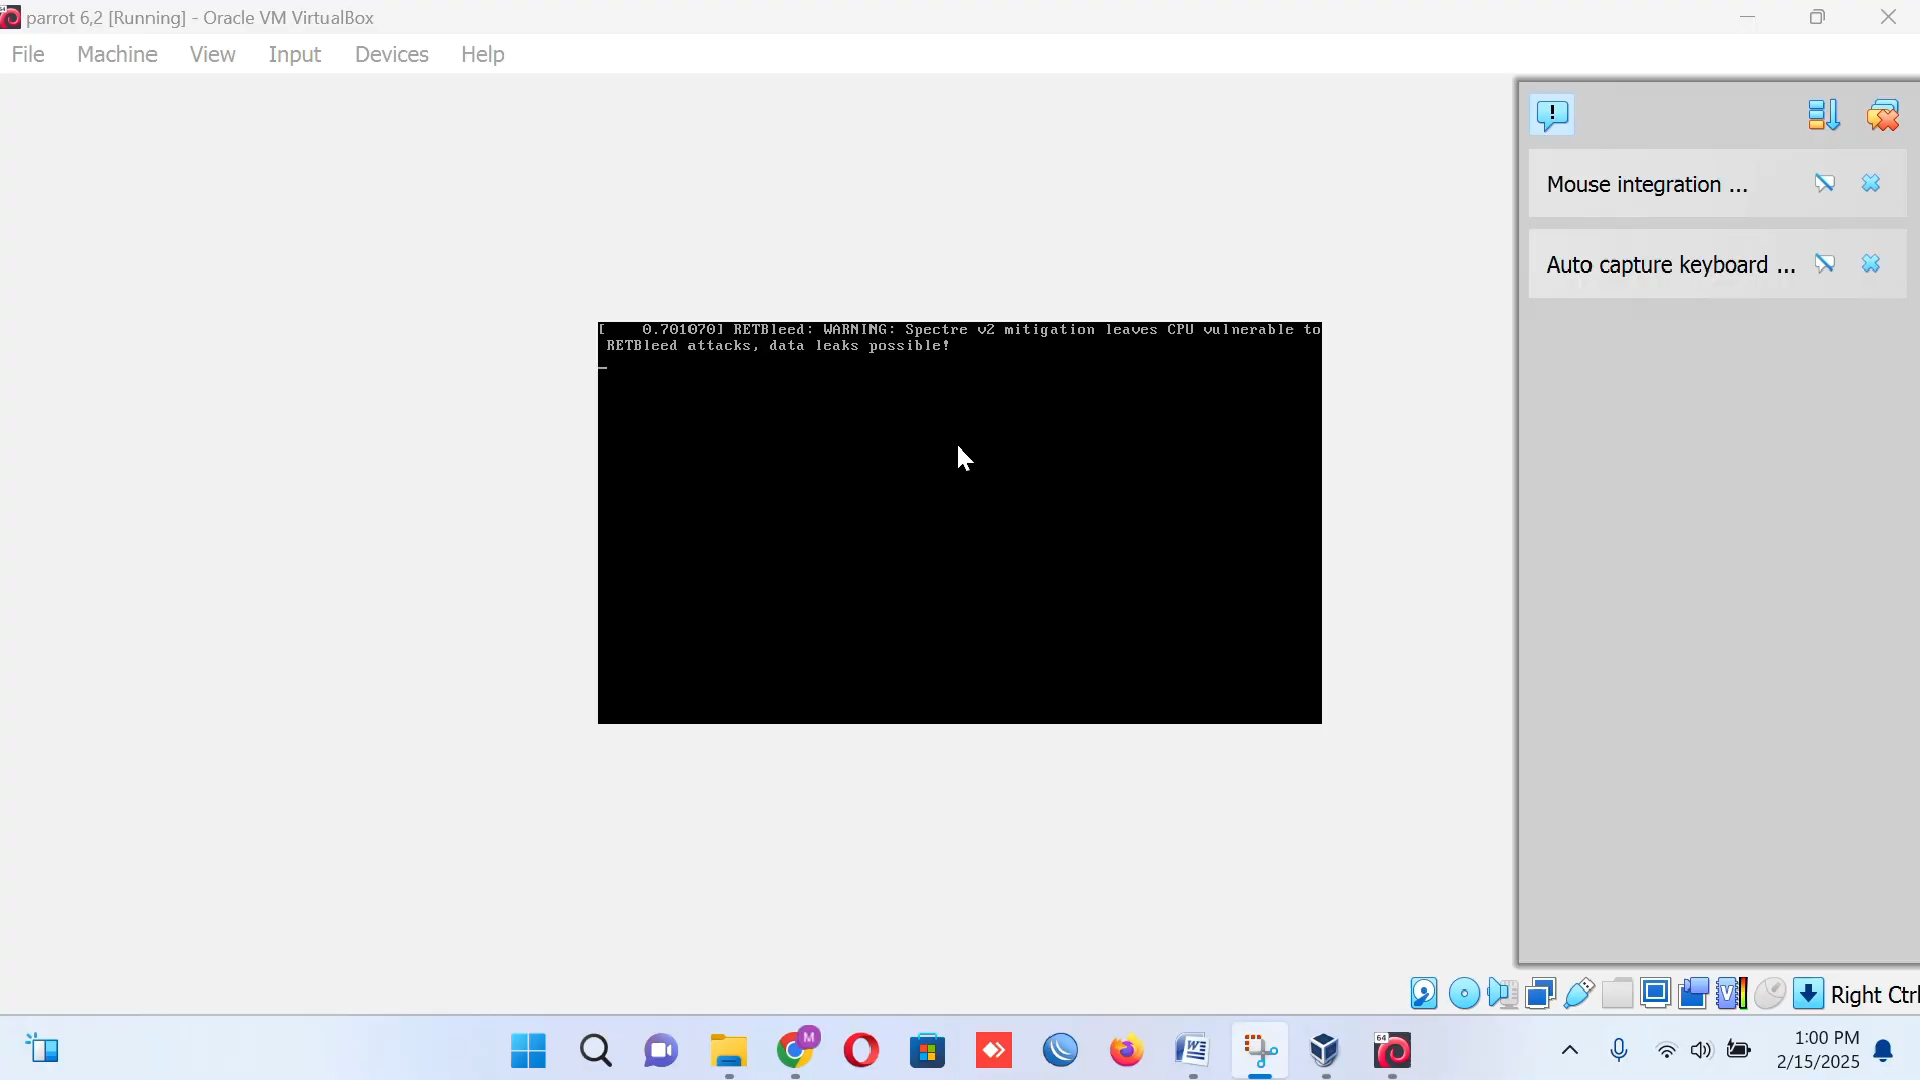 parrot 6,2 [Running] - Oracle VM VirtualBox
File Machine View Input Devices Help
Mouse integration ...
Auto capture keyboard ...
[    0.701070] RETBleed: WARNING: Spectre v2 mitigation leaves CPU vulnerable to
RETBleed attacks, data leaks possible!
Right Ctrl
M
64
1:00 PM
2/15/2025